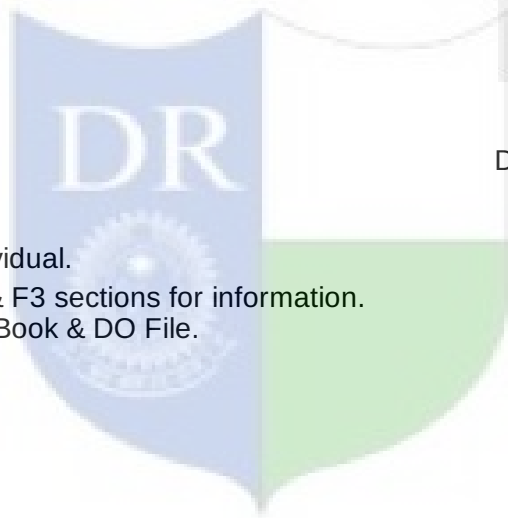 DR
D
vidual.
& F3 sections for information.
Book & DO File.